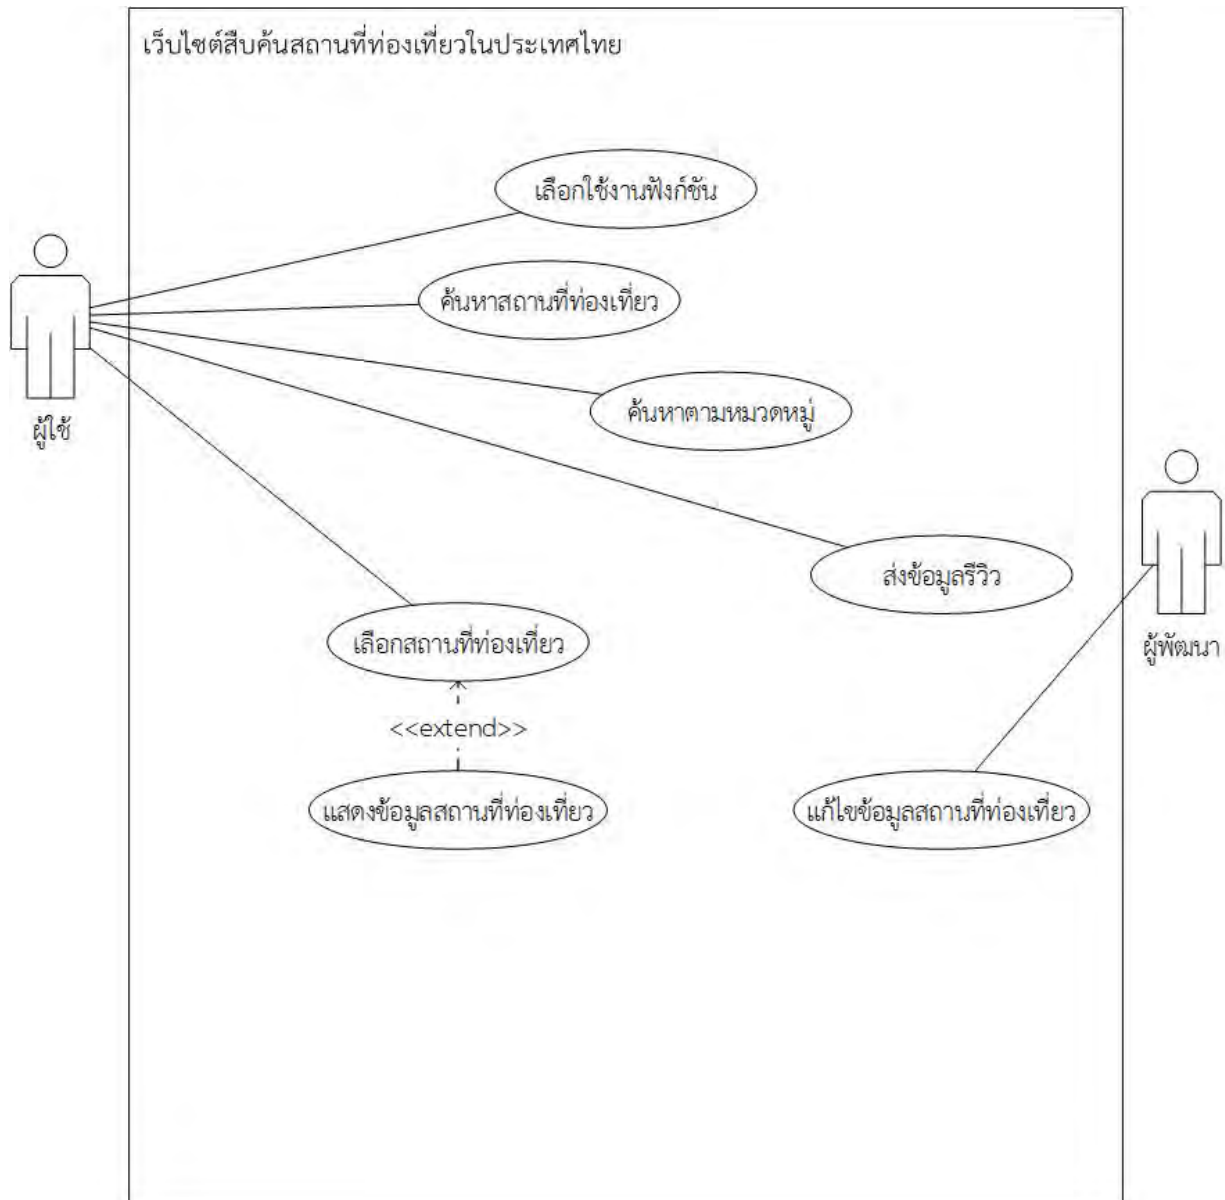 เว็บไซต์สืบค้นสถานที่ท่องเที่ยวในประเทศไทย
เลือกใช้งานฟังก์ชัน
ค้นหาสถานที่ท่องเที่ยว
ค้นหาตามหมวดหมู่
ผู้ใช้
ส่งข้อมูลรีวิว
เลือกสถานที่ท่องเที่ยว
ผู้พัฒนา
<<extend>>
แสดงข้อมูลสถานที่ท่องเที่ยว
แก้ไขข้อมูลสถานที่ท่องเที่ยว